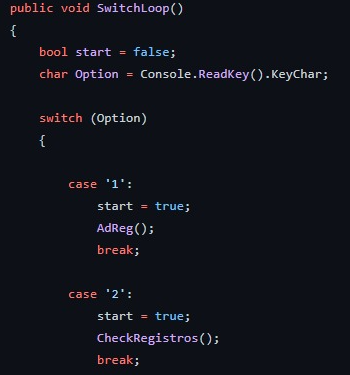 public void SwitchLoop()
{
    bool start = false;
    char Option = Console.ReadKey().KeyChar;

    switch (Option)
    {

        case '1':
            start = true;
            AdReg();
            break;

        case '2':
            start = true;
            CheckRegistros();
            break;